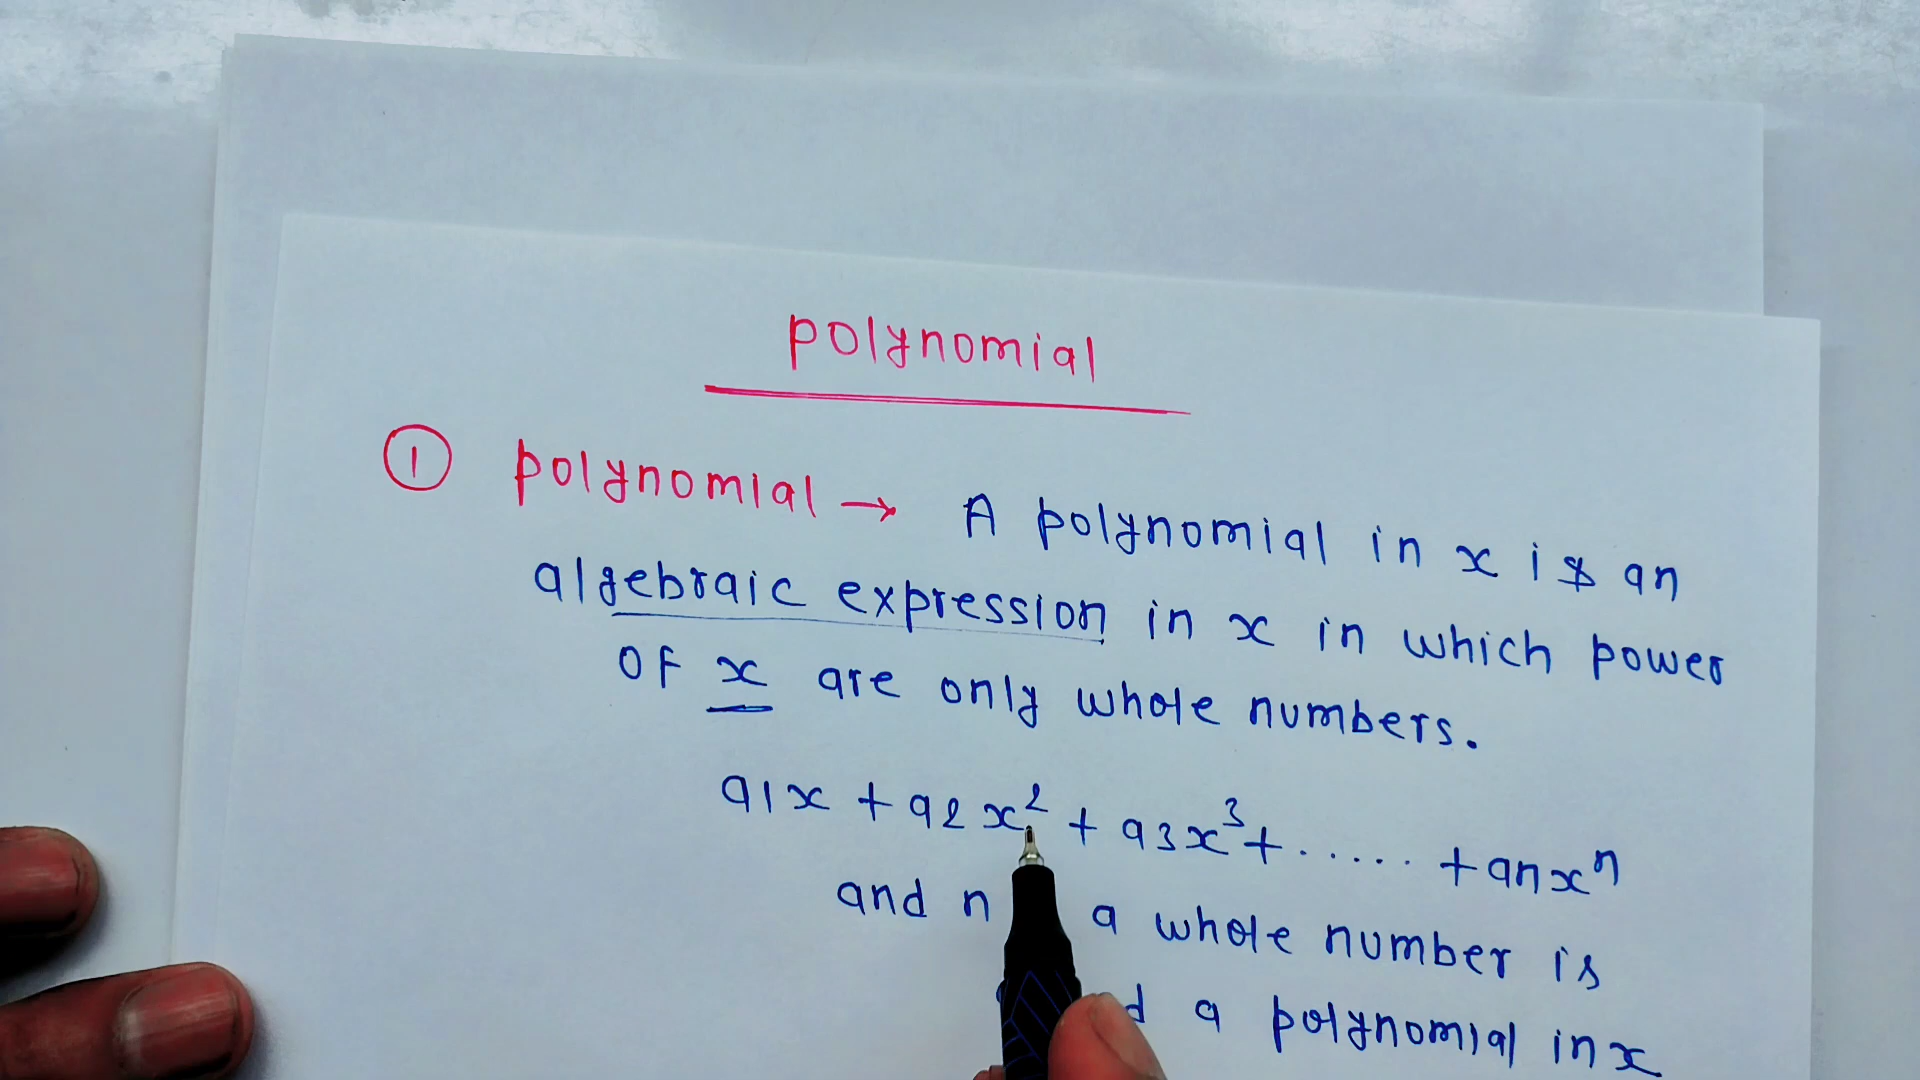 polynomial
① polynomial → A polynomial in x is an
algebraic expression in x in which power
of x are only whole numbers.
a1x + a2x² + a3x³ + ..... + anxⁿ
and n a whole number is
a polynomial in x